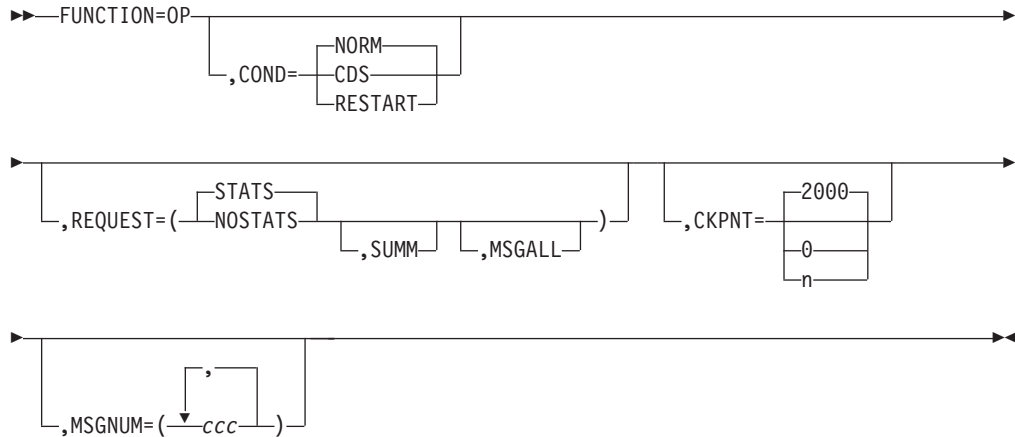 FUNCTION=OP
NORM
,COND= CDS
RESTART
STATS
,REQUEST=( NOSTATS ,SUMM ,MSGALL )
2000
,CKPNT= 0
n
,
,MSGNUM=( ccc )